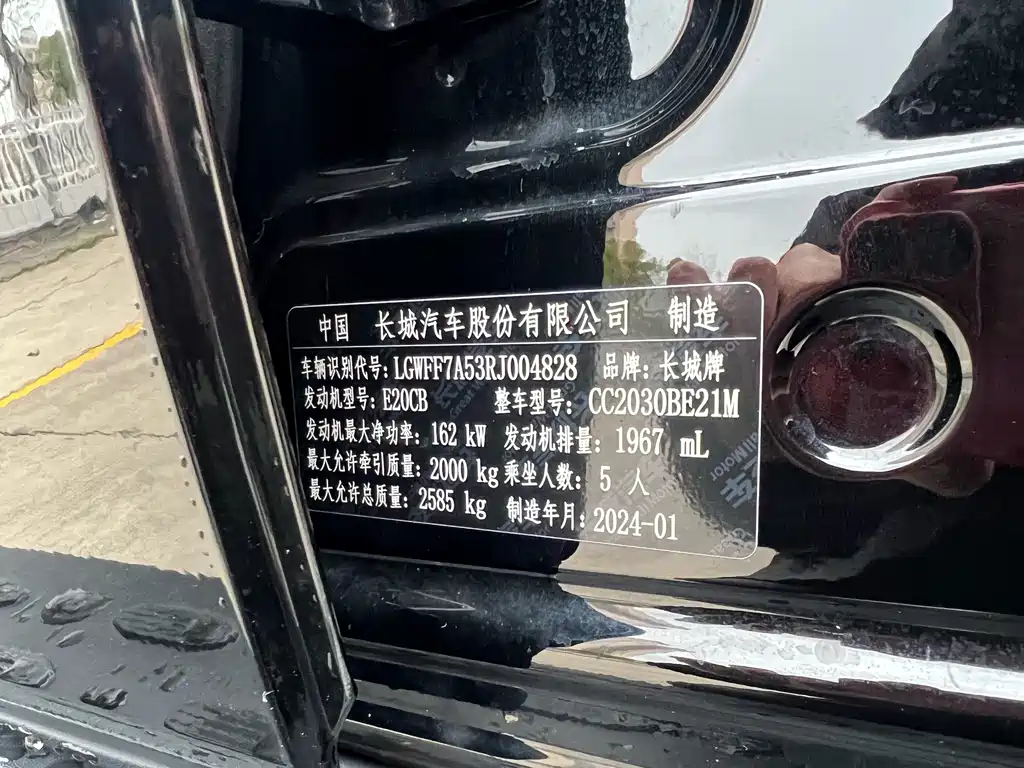 中国 长城汽车股份有限公司 制造
车辆识别代号: LGWFF7A53RJ004828 品牌: 长城牌
发动机型号: E20CB 整车型号: CC2030BE21M
发动机最大净功率: 162 kW 发动机排量: 1967 mL
最大允许牵引质量: 2000 kg 乘坐人数: 5 人
最大允许总质量: 2585 kg 制造年月: 2024-01